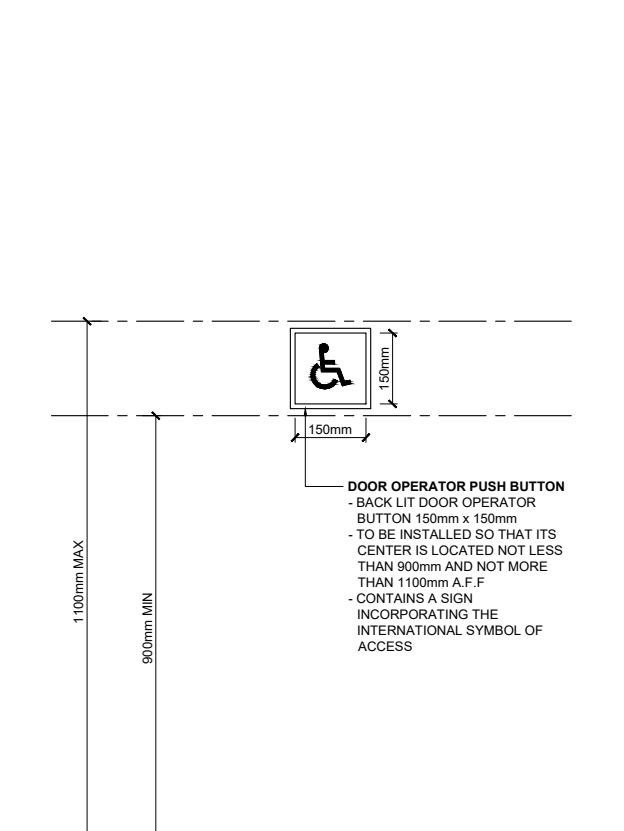 150mm
150mm
DOOR OPERATOR PUSH BUTTON
- BACK LIT DOOR OPERATOR
BUTTON 150mm x 150mm
- TO BE INSTALLED SO THAT ITS
CENTER IS LOCATED NOT LESS
THAN 900mm AND NOT MORE
THAN 1100mm A.F.F
- CONTAINS A SIGN
INCORPORATING THE
INTERNATIONAL SYMBOL OF
ACCESS
1100mm MAX
900mm MIN